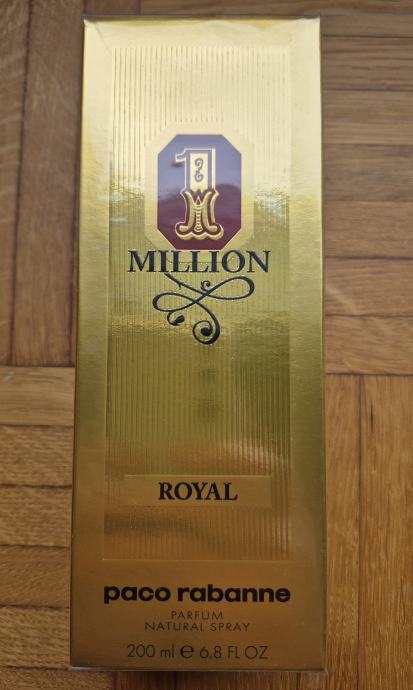 1
MILLION
ROYAL
paco rabanne
PARFUM
NATURAL SPRAY
200 ml ℮ 6,8 FL OZ